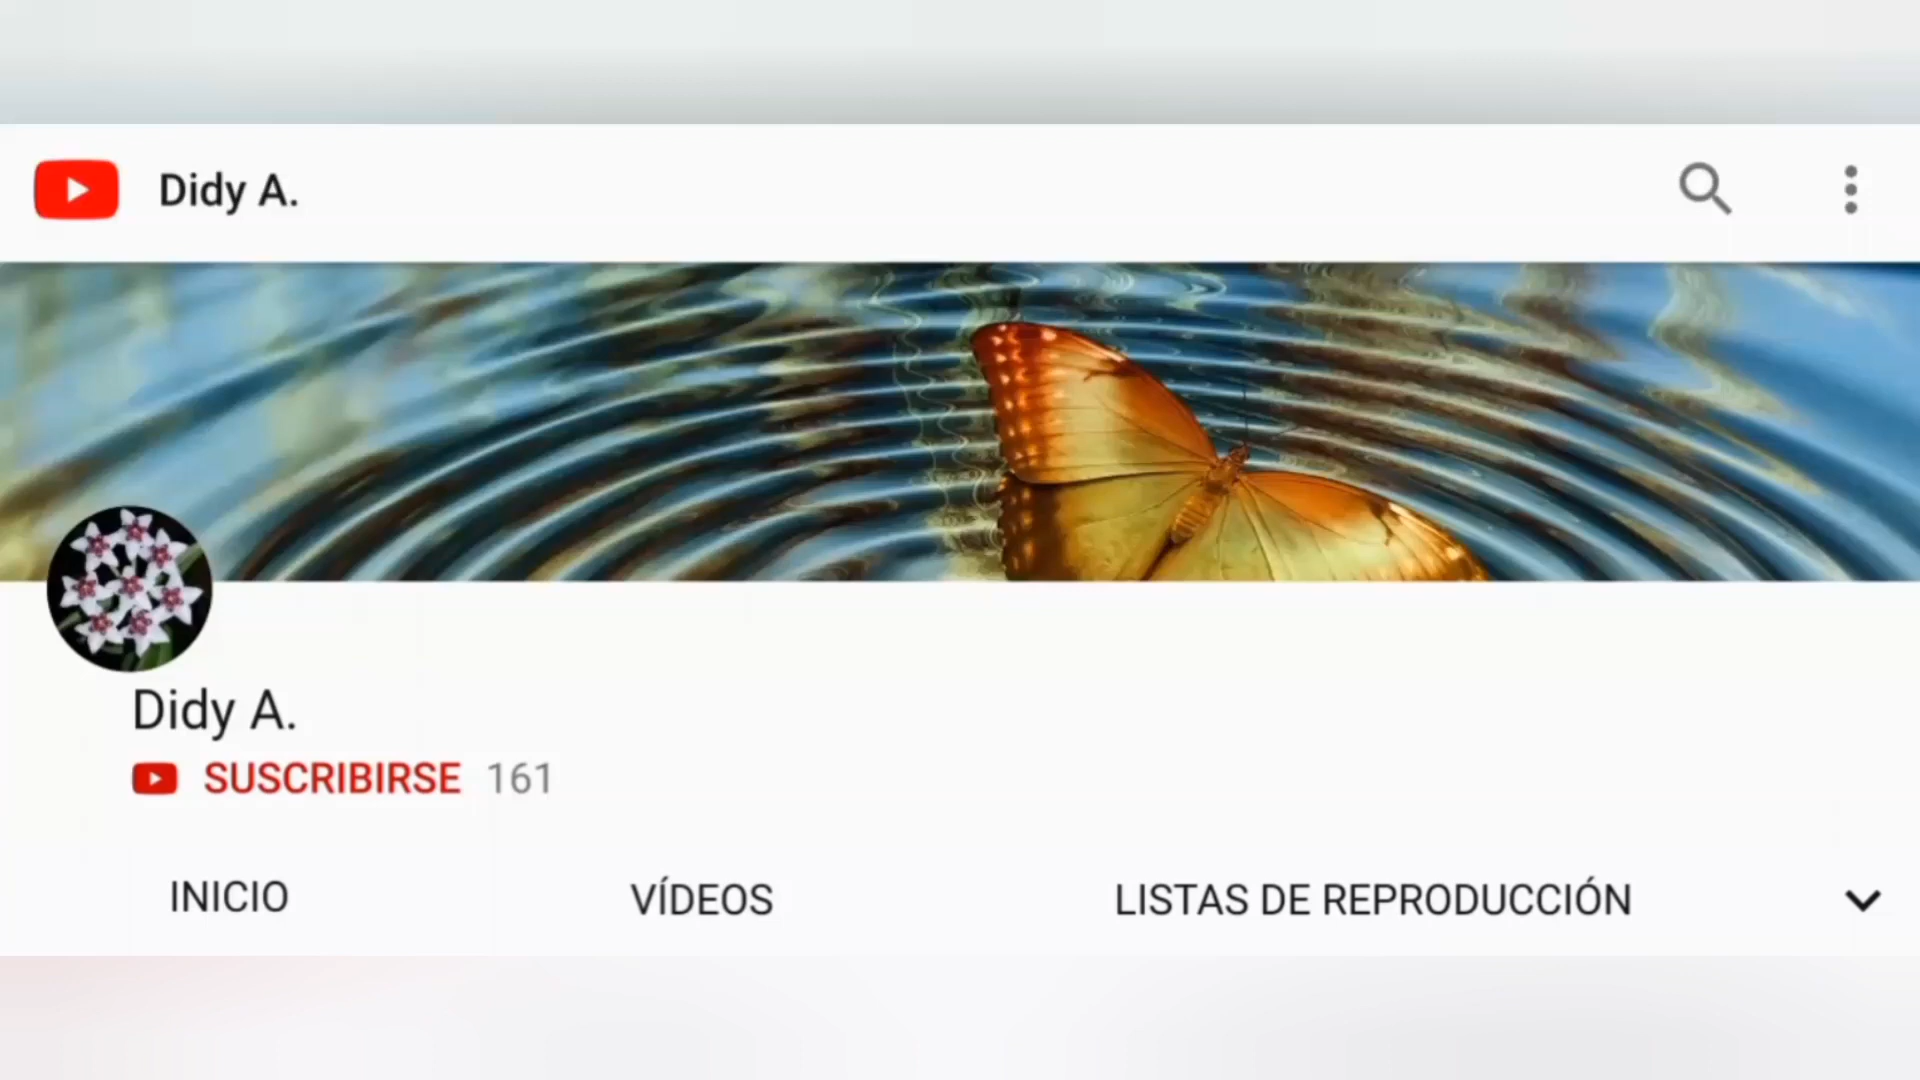 Didy A.
Didy A.
SUSCRIBIRSE 161
INICIO VÍDEOS LISTAS DE REPRODUCCIÓN